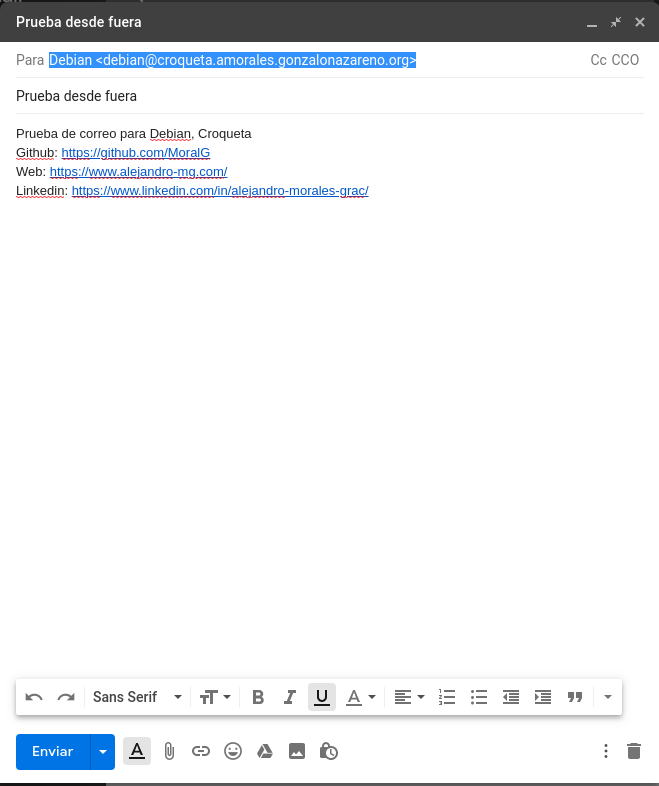 Prueba desde fuera
Para Debian <debian@croqueta.amorales.gonzalonazareno.org> Cc CCO
Prueba desde fuera
Prueba de correo para Debian, Croqueta
Github: https://github.com/MoralG
Web: https://www.alejandro-mg.com/
Linkedin: https://www.linkedin.com/in/alejandro-morales-grac/
Sans Serif B I U A
Enviar A